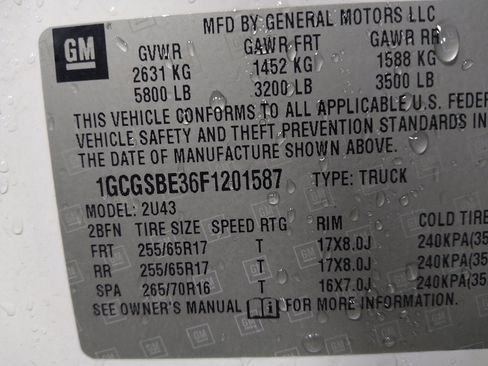 MFD BY GENERAL MOTORS LLC
GM
GVWR GAWR FRT GAWR RR
2631 KG 1452 KG 1588 KG
5800 LB 3200 LB 3500 LB
THIS VEHICLE CONFORMS TO ALL APPLICABLE U.S. FEDER
VEHICLE SAFETY AND THEFT PREVENTION STANDARDS IN
THE DATE OF MANUFACTURE SHOWN ABOVE.
1GCGSBE36F1201587 TYPE: TRUCK
MODEL: 2U43
2BFN TIRE SIZE SPEED RTG RIM COLD TIRE
FRT 255/65R17 T 17X8.0J 240KPA(35
RR 255/65R17 T 17X8.0J 240KPA(35
SPA 265/70R16 T 16X7.0J 240KPA(35
SEE OWNER'S MANUAL FOR MORE INFORMATION.